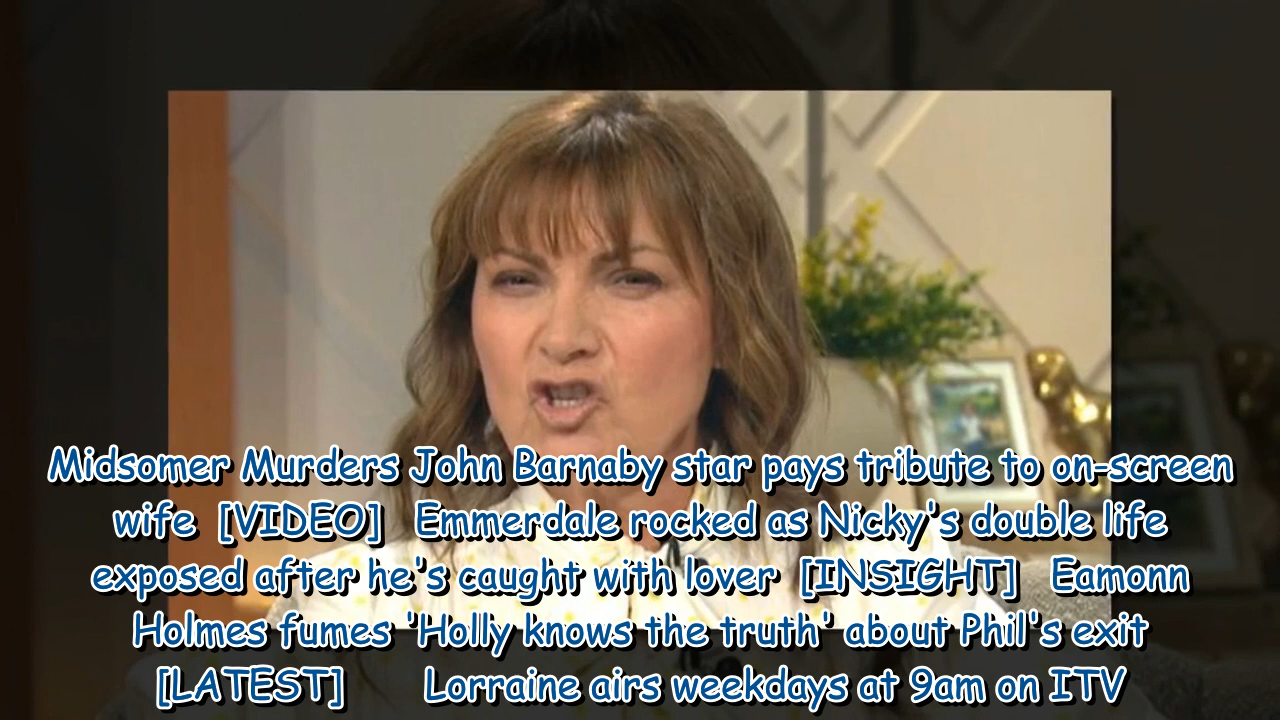 Midsomer Murders John Barnaby star pays tribute to on-screen
wife [VIDEO] Emmerdale rocked as Nicky's double life
exposed after he's caught with lover [INSIGHT] Eamonn
Holmes fumes 'Holly knows the truth' about Phil's exit
[LATEST] Lorraine airs weekdays at 9am on ITV